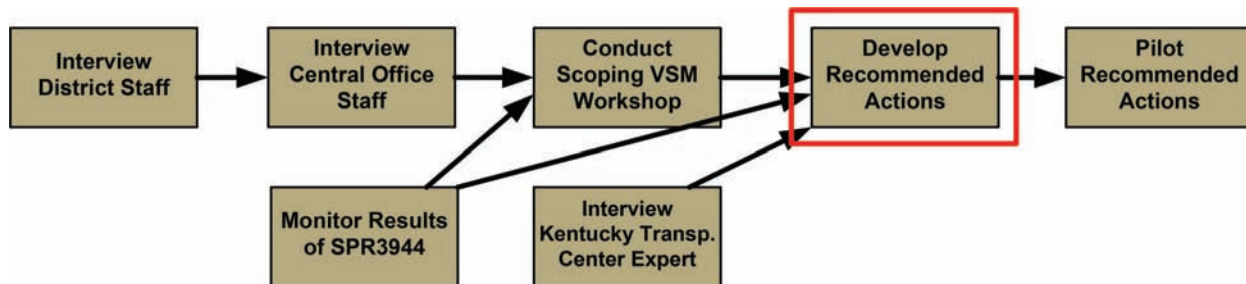 Interview
District Staff
Interview
Central Office
Staff
Conduct
Scoping VSM
Workshop
Develop
Recommended
Actions
Pilot
Recommended
Actions
Monitor Results
of SPR3944
Interview
Kentucky Transp.
Center Expert